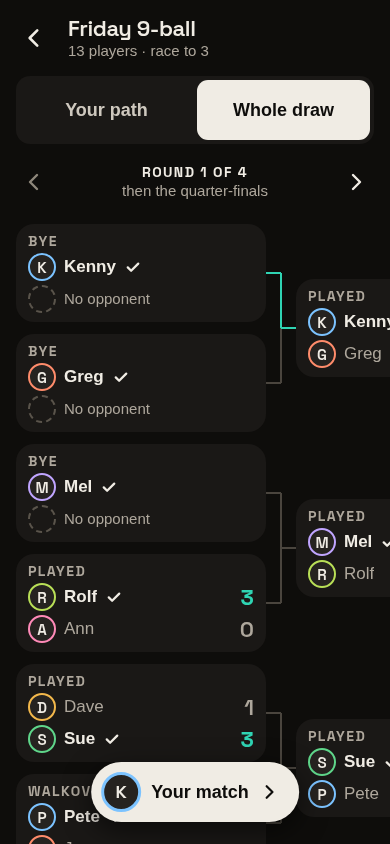 Friday 9-ball
13 players · race to 3
Your path
Whole draw
ROUND 1 OF 4
then the quarter-finals
BYE
K Kenny
No opponent
BYE
G Greg
No opponent
BYE
M Mel
No opponent
PLAYED
R Rolf 3
A Ann 0
PLAYED
D Dave 1
S Sue 3
P Pete
PLAYED
K Kenny
G Greg
PLAYED
M Mel
R Rolf
PLAYED
S Sue
P Pete
K Your match